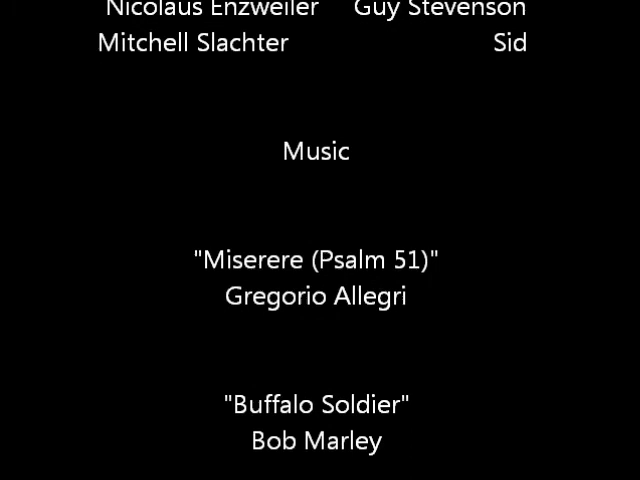 Nicolaus Enzweiler Guy Stevenson
Mitchell Slachter Sid
Music
"Miserere (Psalm 51)"
Gregorio Allegri
"Buffalo Soldier"
Bob Marley